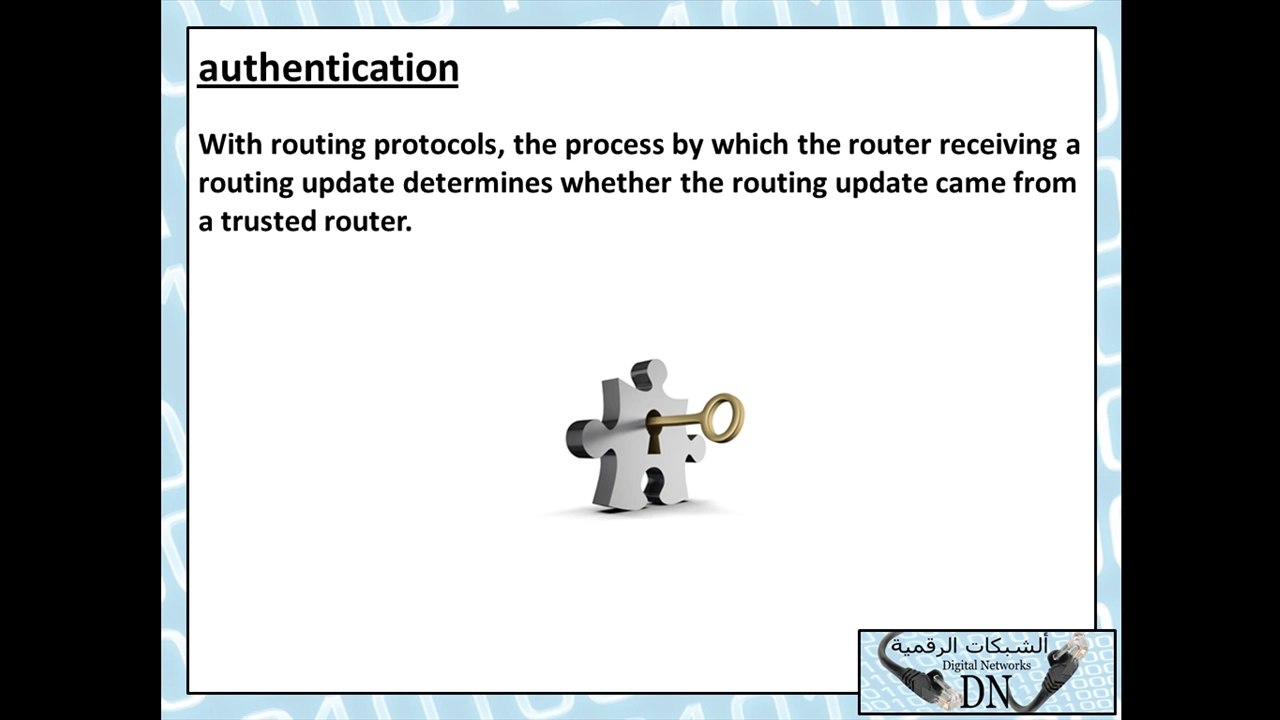 authentication
With routing protocols, the process by which the router receiving a
routing update determines whether the routing update came from
a trusted router.
ألشبكات الرقمية
Digital Networks
DN